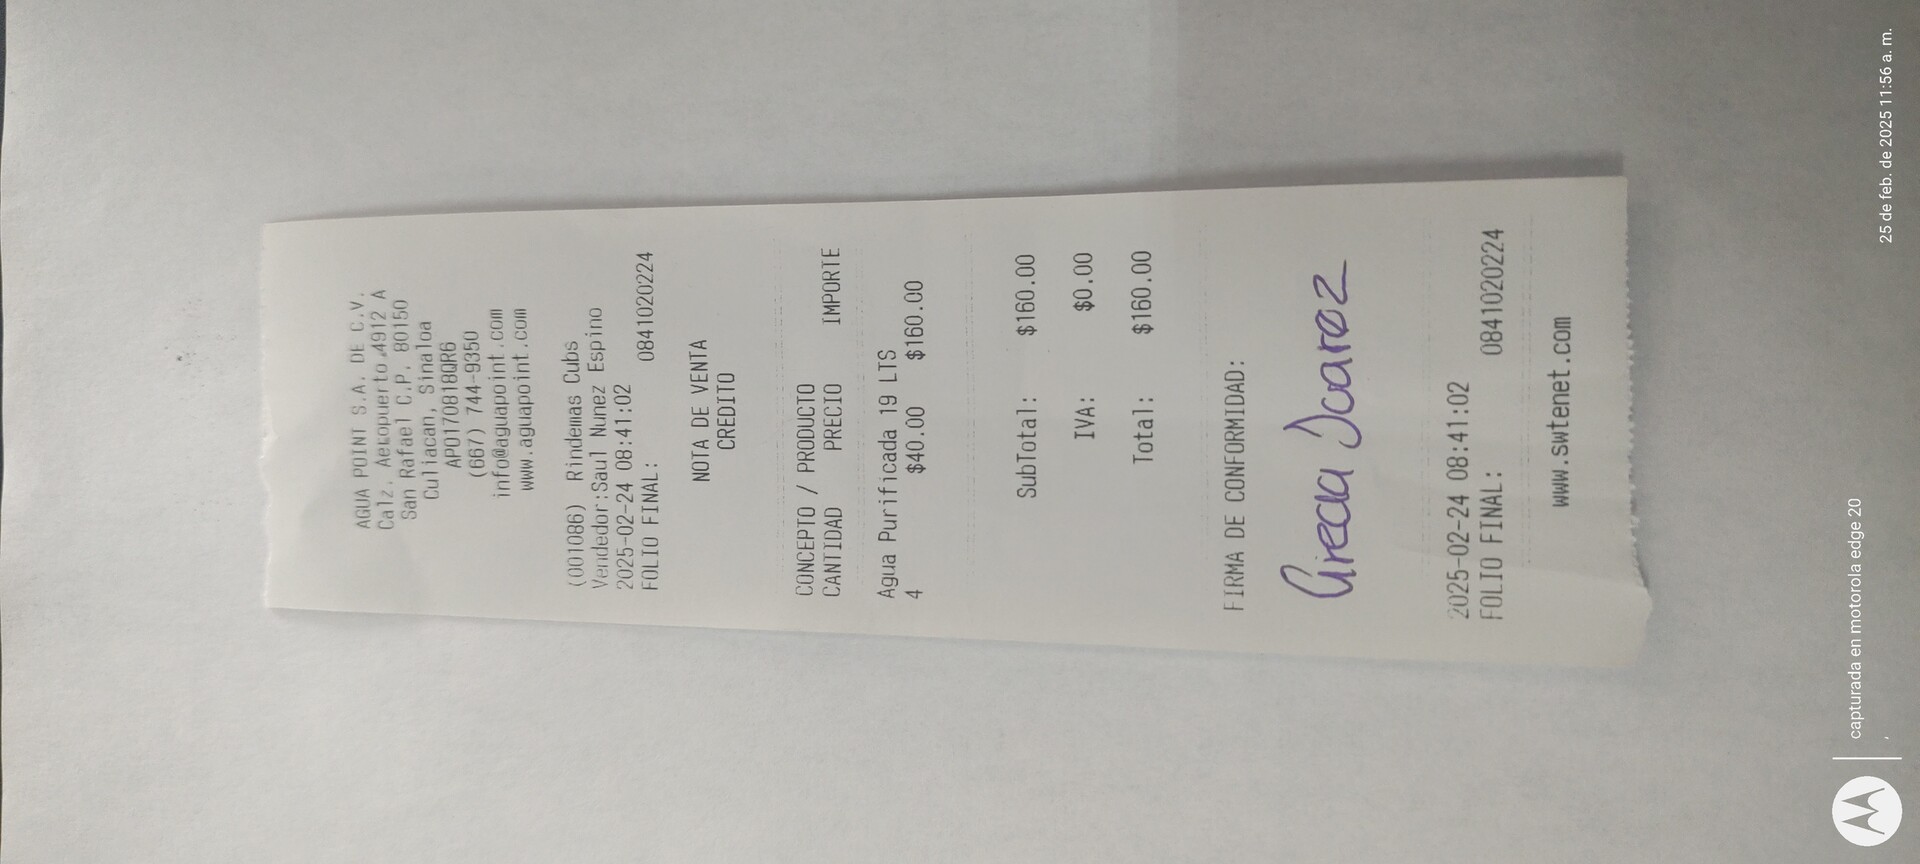 AGUA POINT S.A. DE C.V.
Calz. Aeropuerto 4912 A
San Rafael C.P. 80150
Culiacan, Sinaloa
APO170818QR6
(667) 744-9350
info@aguapoint.com
www.aguapoint.com
(001086) Rindemas Cubs
Vendedor:Saul Nunez Espino
2025-02-24 08:41:02
FOLIO FINAL: 0841020224
NOTA DE VENTA
CREDITO
CONCEPTO / PRODUCTO
CANTIDAD PRECIO IMPORTE
Agua Purificada 19 LTS
4 $40.00 $160.00
SubTotal: $160.00
IVA: $0.00
Total: $160.00
FIRMA DE CONFORMIDAD:
Grecia Juarez
2025-02-24 08:41:02
FOLIO FINAL: 0841020224
www.swtenet.com
capturada en motorola edge 20
25 de feb. de 2025 11:56 a. m.